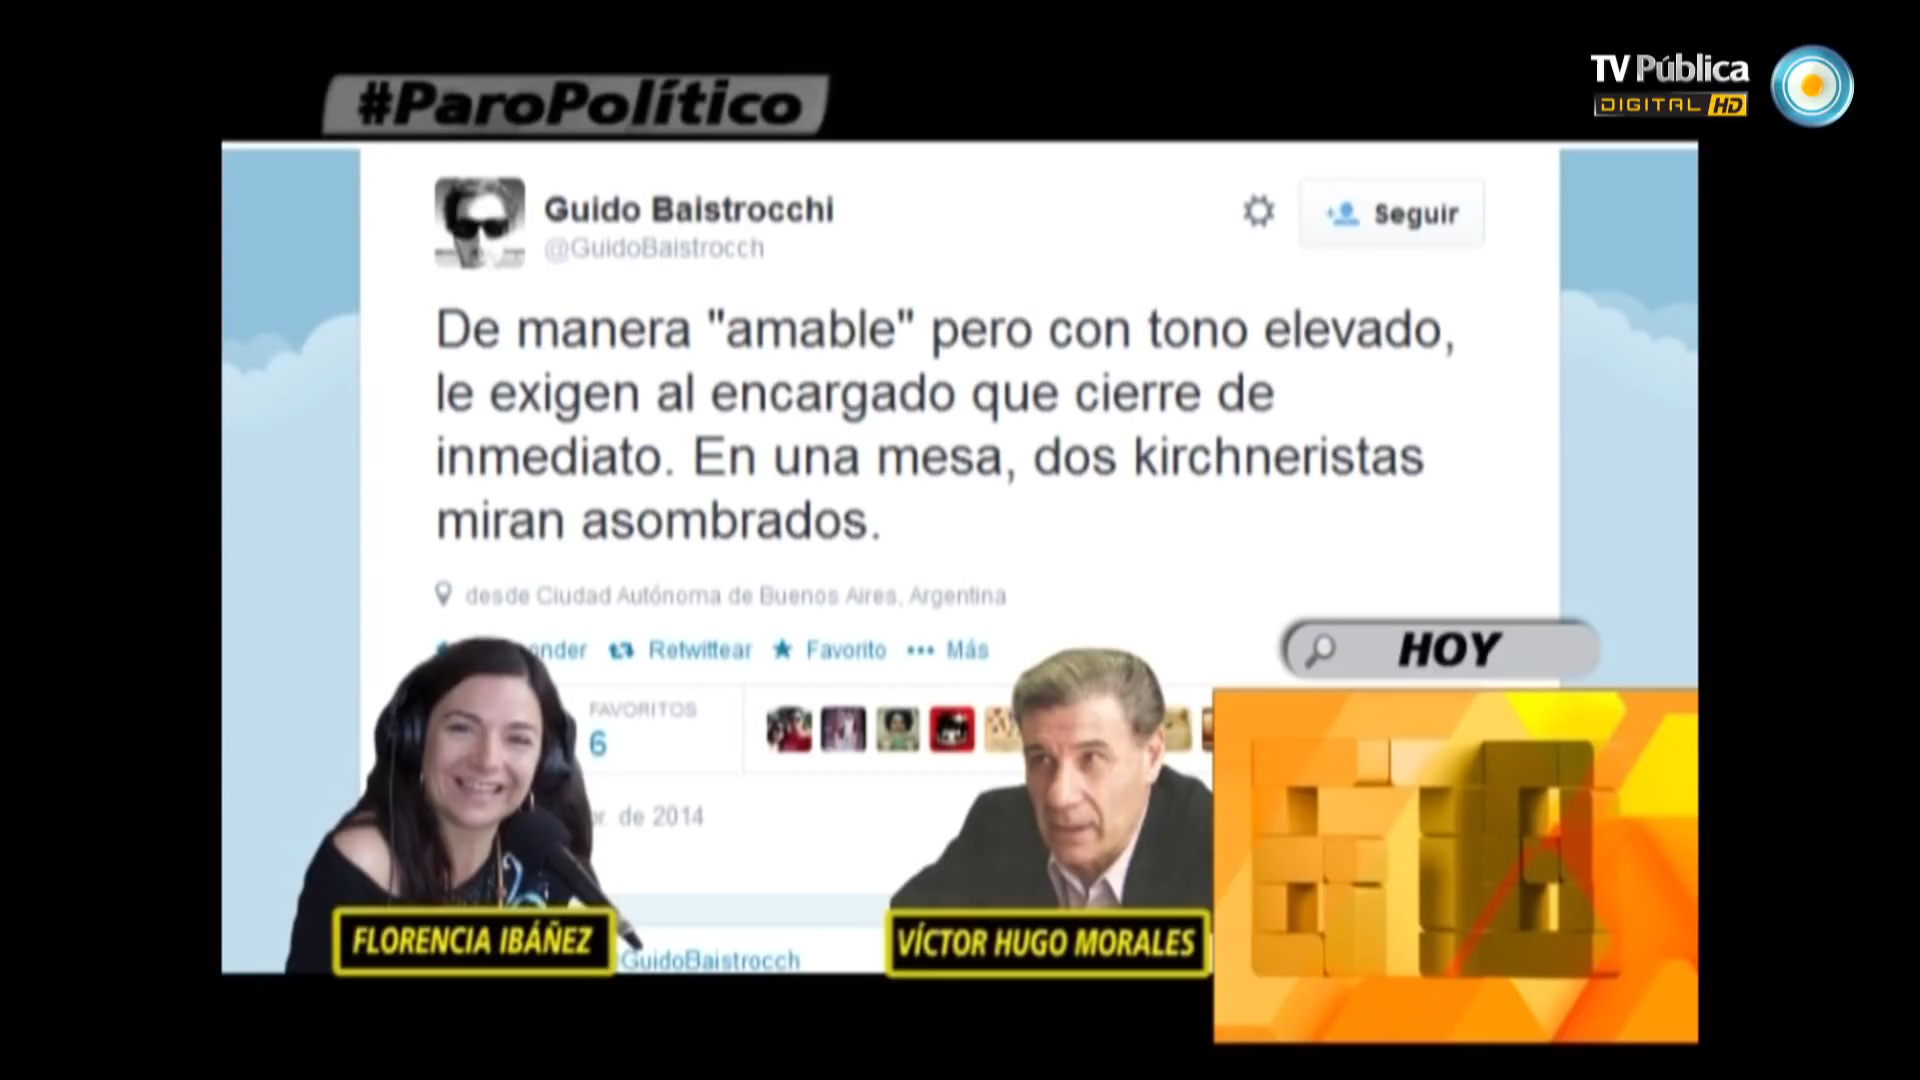 #ParoPolítico
TV Pública
DIGITAL HD
Guido Baistrocchi
@GuidoBaistrocch
Seguir
De manera "amable" pero con tono elevado,
le exigen al encargado que cierre de
inmediato. En una mesa, dos kirchneristas
miran asombrados.
desde Ciudad Autónoma de Buenos Aires, Argentina
Retwittear Favorito Más
HOY
FAVORITOS
6
de 2014
FLORENCIA IBÁÑEZ
VÍCTOR HUGO MORALES
GuidoBaistrocch